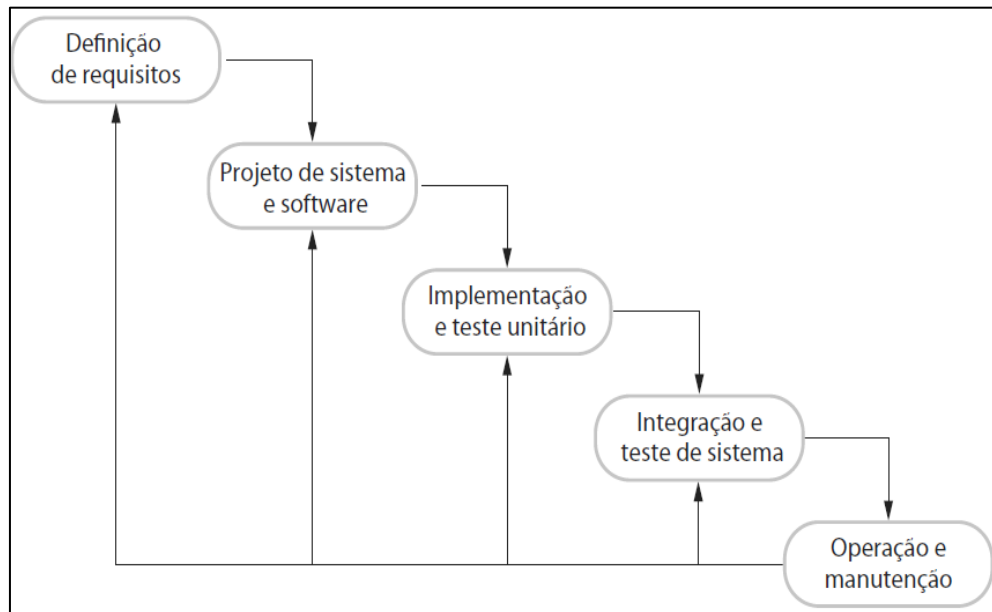 Definição
de requisitos
Projeto de sistema
e software
Implementação
e teste unitário
Integração e
teste de sistema
Operação e
manutenção